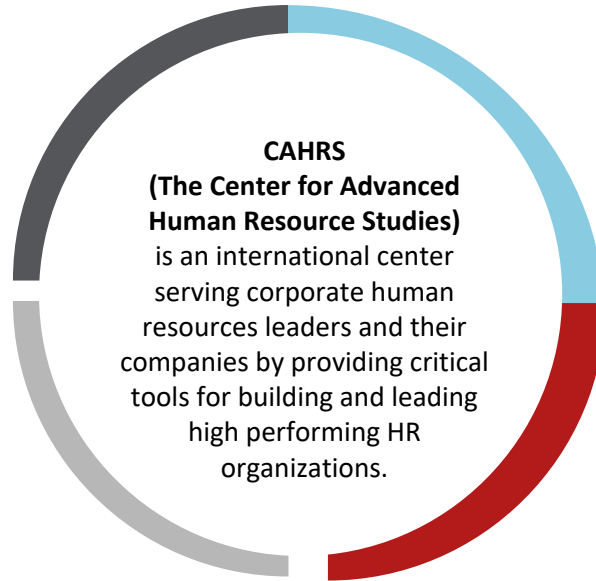 CAHRS
(The Center for Advanced
Human Resource Studies)
is an international center
serving corporate human
resources leaders and their
companies by providing critical
tools for building and leading
high performing HR
organizations.